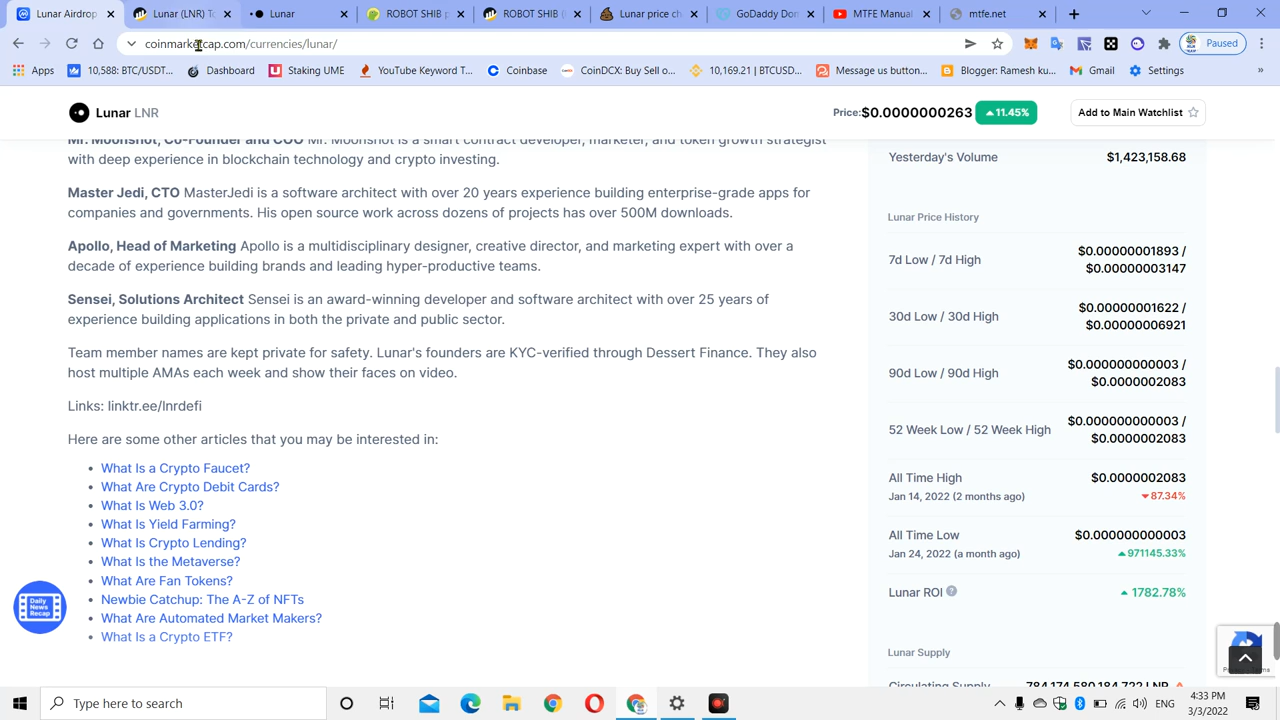 Lunar Airdrop
Lunar (LNR) To
ROBOT SHIB p
ROBOT SHIB (
Lunar price ch
GoDaddy Dom
MTFE Manage
new - netmind
coinmarketcap.com/currencies/lunar/
Paused
Apps
10,588: BTC/USDT...
Dashboard
Staking UME
YouTube Keyword T...
Coinbase
CoinDCX: Buy Sel o...
10,169.21 | BTCUSD...
Message us button...
Blogger: Ramesh ku...
Gmail
Settings
Lunar LNR
Price:$0.0000000263
11.45%
Add to Main Watchlist
Mr. Moonshot, Co-Founder and COO Mr. Moonshot is a smart contract developer, marketer, and token growth strategist
with deep experience in blockchain technology and crypto investing.
Master Jedi, CTO MasterJedi is a software architect with over 20 years experience building enterprise-grade apps for
companies and governments. His open source work across dozens of projects has over 500M downloads.
Apollo, Head of Marketing Apollo is a multidisciplinary designer, creative director, and marketing expert with over a
decade of experience building brands and leading hyper-productive teams.
Sensei, Solutions Architect Sensei is an award-winning developer and software architect with over 25 years of
experience building applications in both the private and public sector.
Team member names are kept private for safety. Lunar's founders are KYC-verified through Dessert Finance. They also
host multiple AMAs each week and show their faces on video.
Links: linktr.ee/lnrdefi
Here are some other articles that you may be interested in:
What Is a Crypto Faucet?
What Are Crypto Debit Cards?
What Is Web 3.0?
What Is Yield Farming?
What Is Crypto Lending?
What Is the Metaverse?
What Are Fan Tokens?
Newbie Catchup: The A-Z of NFTs
What Are Automated Market Makers?
What Is a Crypto ETF?
Daily
News
Recap
Yesterday's Volume
$1,423,158.68
Lunar Price History
7d Low / 7d High
$0.00000001893 /
$0.00000003147
30d Low / 30d High
$0.00000001622 /
$0.00000006921
90d Low / 90d High
$0.000000000003 /
$0.0000002083
52 Week Low / 52 Week High
$0.000000000003 /
$0.0000002083
All Time High
$0.0000002083
Jan 14, 2022 (2 months ago)
87.34%
All Time Low
$0.000000000003
Jan 24, 2022 (a month ago)
971145.33%
Lunar ROI
1782.78%
Lunar Supply
Circulating Supply
784,174,580,184,722 LNR
Type here to search
ENG
4:33 PM
3/3/2022